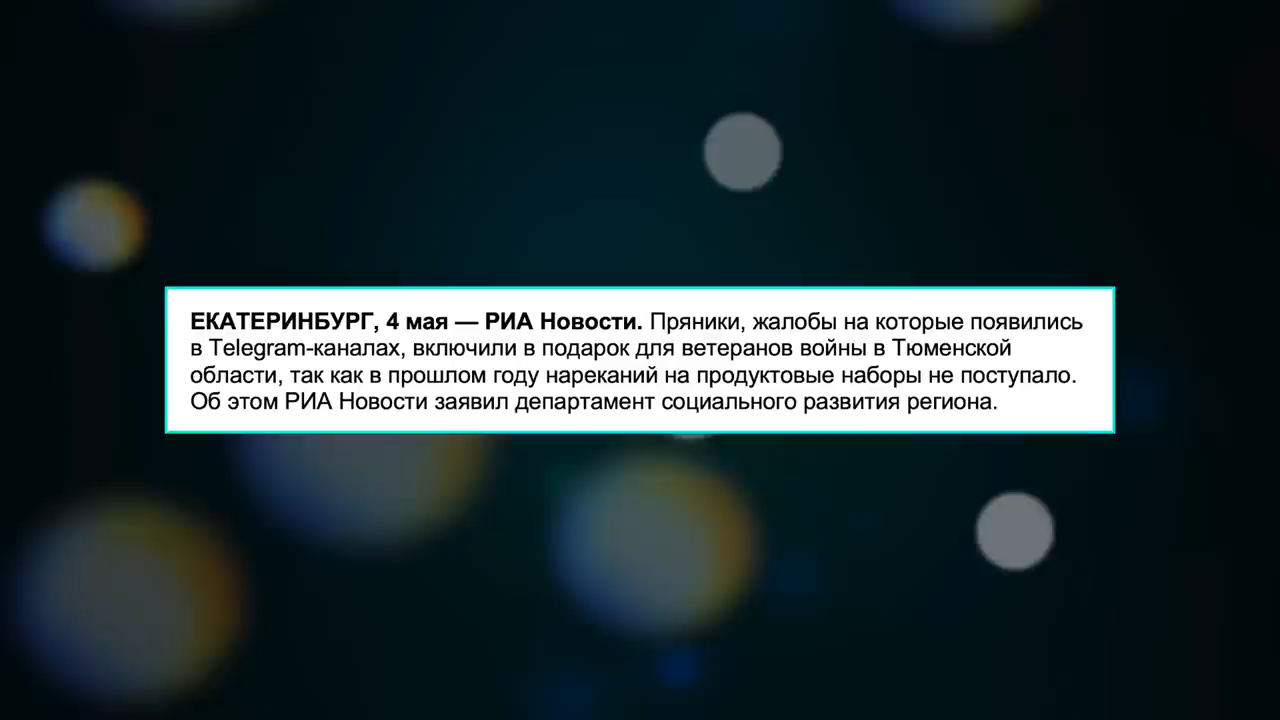 ЕКАТЕРИНБУРГ, 4 мая — РИА Новости. Пряники, жалобы на которые появились
в Telegram-каналах, включили в подарок для ветеранов войны в Тюменской
области, так как в прошлом году нареканий на продуктовые наборы не поступало.
Об этом РИА Новости заявил департамент социального развития региона.